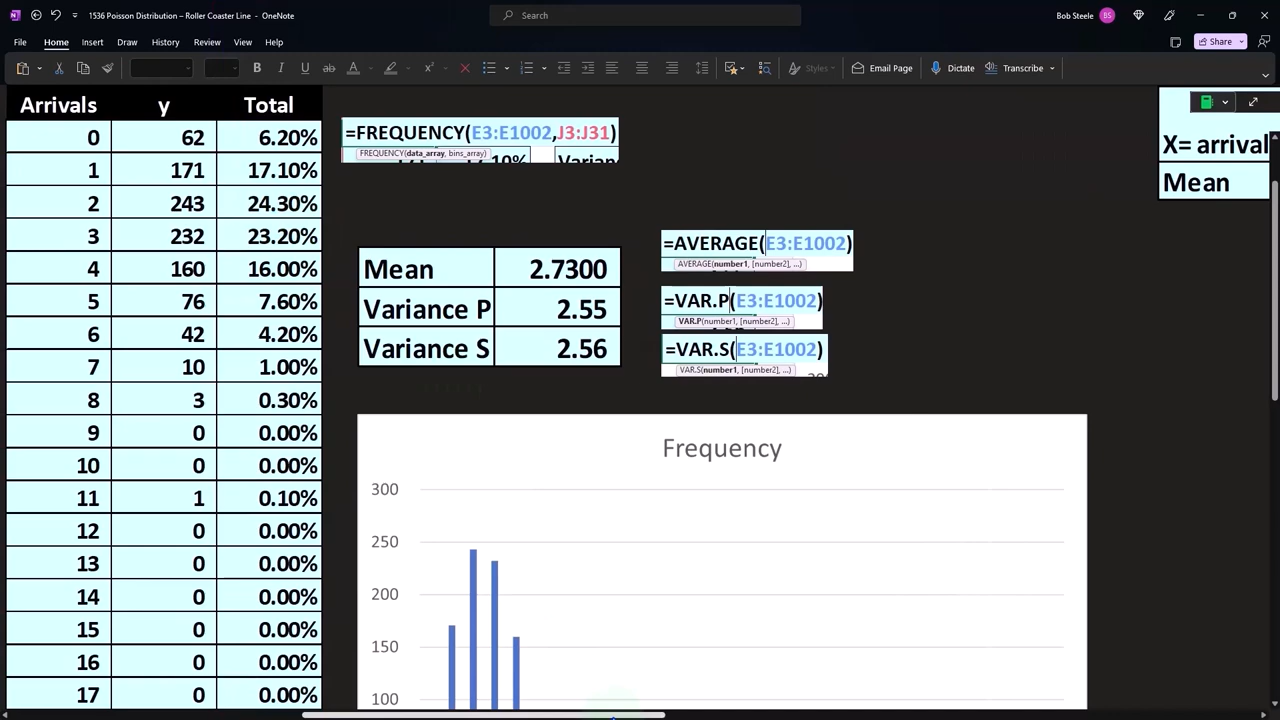 1536 Poisson Distribution – Roller Coaster Line - OneNote
Search
Bob Steele BS
File Home Insert Draw History Review View Help
Share
Styles
Email Page
Dictate
Transcribe
Arrivals y Total
0 62 6.20%
1 171 17.10%
2 243 24.30%
3 232 23.20%
4 160 16.00%
5 76 7.60%
6 42 4.20%
7 10 1.00%
8 3 0.30%
9 0 0.00%
10 0 0.00%
11 1 0.10%
12 0 0.00%
13 0 0.00%
14 0 0.00%
15 0 0.00%
16 0 0.00%
17 0 0.00%
=FREQUENCY(E3:E1002,J3:J31)
FREQUENCY(data_array, bins_array)
Mean 2.7300
Variance P 2.55
Variance S 2.56
=AVERAGE(E3:E1002)
AVERAGE(number1, [number2], ...)
=VAR.P(E3:E1002)
VAR.P(number1, [number2], ...)
=VAR.S(E3:E1002)
VAR.S(number1, [number2], ...)
X= arrival
Mean
Frequency
300
250
200
150
100